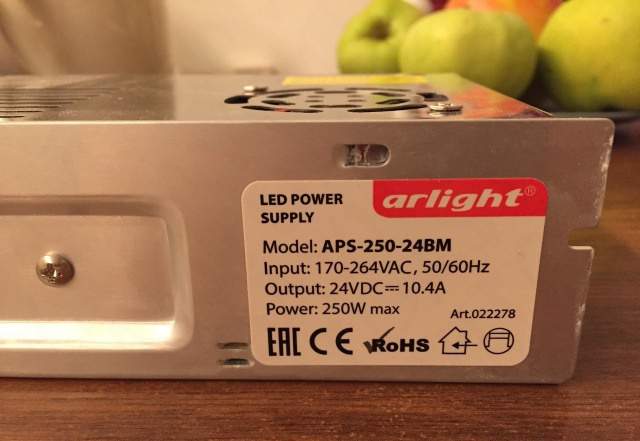 LED POWER
SUPPLY
arlight®
Model: APS-250-24BM
Input: 170-264VAC, 50/60Hz
Output: 24VDC⎓10.4A
Power: 250W max
Art.022278
EAC CE RoHS